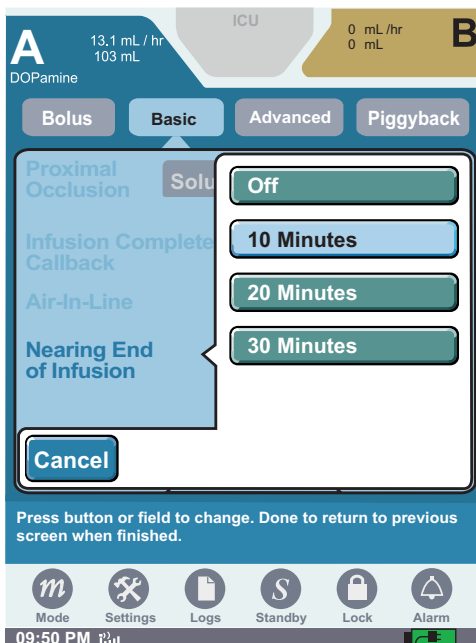 ICU
A
13.1 mL / hr
103 mL
DOPamine
0 mL /hr
0 mL
B
Bolus
Basic
Advanced
Piggyback
Proximal
Occlusion
Solu
Infusion Complete
Callback
Air-In-Line
Nearing End
of Infusion
Off
10 Minutes
20 Minutes
30 Minutes
Cancel
Press button or field to change. Done to return to previous
screen when finished.
m
S
Mode
Settings
Logs
Standby
Lock
Alarm
09:50 PM